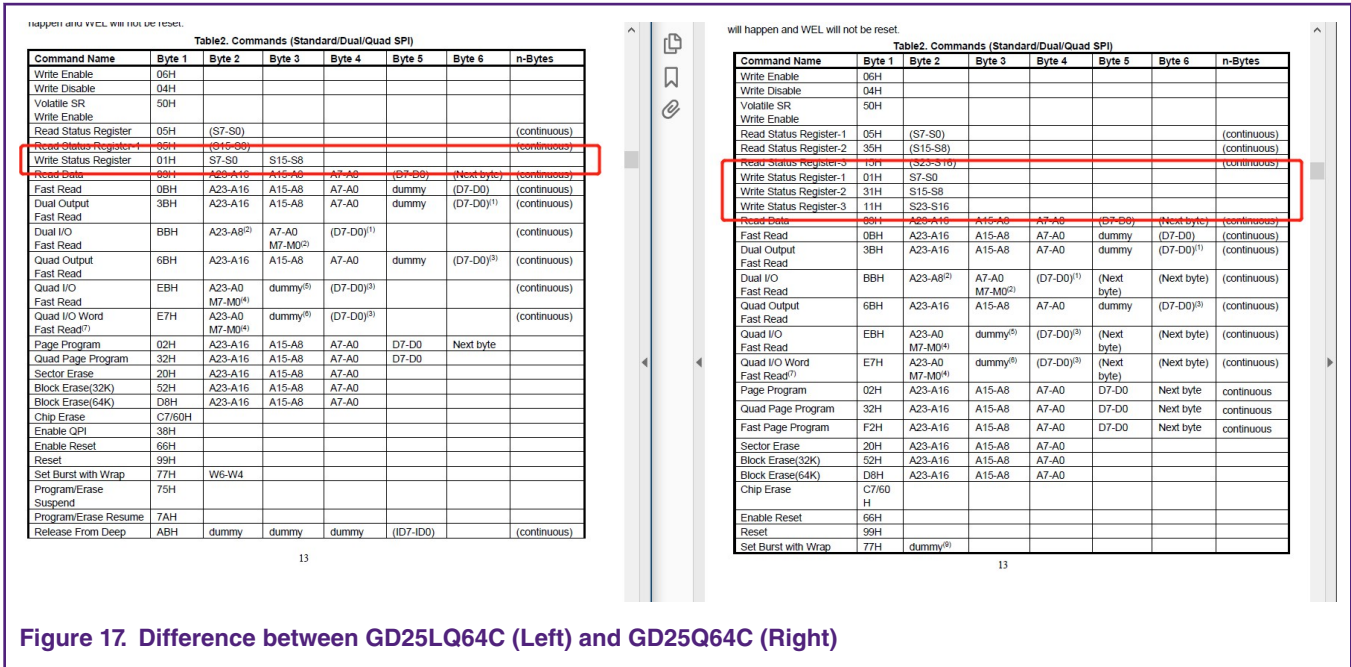 happen and WEL will not be reset.
Table2. Commands (Standard/Dual/Quad SPI)
Command Name Byte 1 Byte 2 Byte 3 Byte 4 Byte 5 Byte 6 n-Bytes
Write Enable 06H
Write Disable 04H
Volatile SR 50H
Write Enable
Read Status Register 05H (S7-S0) (continuous)
Read Status Register-1 35H (S15-S8) (continuous)
Write Status Register 01H S7-S0 S15-S8
Read Data 03H A23-A16 A15-A8 A7-A0 (D7-D0) (Next byte) (continuous)
Fast Read 0BH A23-A16 A15-A8 A7-A0 dummy (D7-D0) (continuous)
Dual Output 3BH A23-A16 A15-A8 A7-A0 dummy (D7-D0)(1) (continuous)
Fast Read
Dual I/O BBH A23-A8(2) A7-A0 (D7-D0)(1) (continuous)
Fast Read M7-M0(2)
Quad Output 6BH A23-A16 A15-A8 A7-A0 dummy (D7-D0)(3) (continuous)
Fast Read
Quad I/O EBH A23-A0 dummy(5) (D7-D0)(3) (continuous)
Fast Read M7-M0(4)
Quad I/O Word E7H A23-A0 dummy(6) (D7-D0)(3) (continuous)
Fast Read(7) M7-M0(4)
Page Program 02H A23-A16 A15-A8 A7-A0 D7-D0 Next byte
Quad Page Program 32H A23-A16 A15-A8 A7-A0 D7-D0
Sector Erase 20H A23-A16 A15-A8 A7-A0
Block Erase(32K) 52H A23-A16 A15-A8 A7-A0
Block Erase(64K) D8H A23-A16 A15-A8 A7-A0
Chip Erase C7/60H
Enable QPI 38H
Enable Reset 66H
Reset 99H
Set Burst with Wrap 77H W6-W4
Program/Erase 75H
Suspend
Program/Erase Resume 7AH
Release From Deep ABH dummy dummy dummy (ID7-ID0) (continuous)
13
will happen and WEL will not be reset.
Table2. Commands (Standard/Dual/Quad SPI)
Command Name Byte 1 Byte 2 Byte 3 Byte 4 Byte 5 Byte 6 n-Bytes
Write Enable 06H
Write Disable 04H
Volatile SR 50H
Write Enable
Read Status Register-1 05H (S7-S0) (continuous)
Read Status Register-2 35H (S15-S8) (continuous)
Read Status Register-3 15H (S23-S16) (continuous)
Write Status Register-1 01H S7-S0
Write Status Register-2 31H S15-S8
Write Status Register-3 11H S23-S16
Read Data 03H A23-A16 A15-A8 A7-A0 (D7-D0) (Next byte) (continuous)
Fast Read 0BH A23-A16 A15-A8 A7-A0 dummy (D7-D0) (continuous)
Dual Output 3BH A23-A16 A15-A8 A7-A0 dummy (D7-D0)(1) (continuous)
Fast Read
Dual I/O BBH A23-A8(2) A7-A0 (D7-D0)(1) (Next (Next byte) (continuous)
Fast Read M7-M0(2) byte)
Quad Output 6BH A23-A16 A15-A8 A7-A0 dummy (D7-D0)(3) (continuous)
Fast Read
Quad I/O EBH A23-A0 dummy(5) (D7-D0)(3) (Next (Next byte) (continuous)
Fast Read M7-M0(4) byte)
Quad I/O Word E7H A23-A0 dummy(6) (D7-D0)(3) (Next (Next byte) (continuous)
Fast Read(7) M7-M0(4) byte)
Page Program 02H A23-A16 A15-A8 A7-A0 D7-D0 Next byte continuous
Quad Page Program 32H A23-A16 A15-A8 A7-A0 D7-D0 Next byte continuous
Fast Page Program F2H A23-A16 A15-A8 A7-A0 D7-D0 Next byte continuous
Sector Erase 20H A23-A16 A15-A8 A7-A0
Block Erase(32K) 52H A23-A16 A15-A8 A7-A0
Block Erase(64K) D8H A23-A16 A15-A8 A7-A0
Chip Erase C7/60
H
Enable Reset 66H
Reset 99H
Set Burst with Wrap 77H dummy(9)
13
Figure 17. Difference between GD25LQ64C (Left) and GD25Q64C (Right)